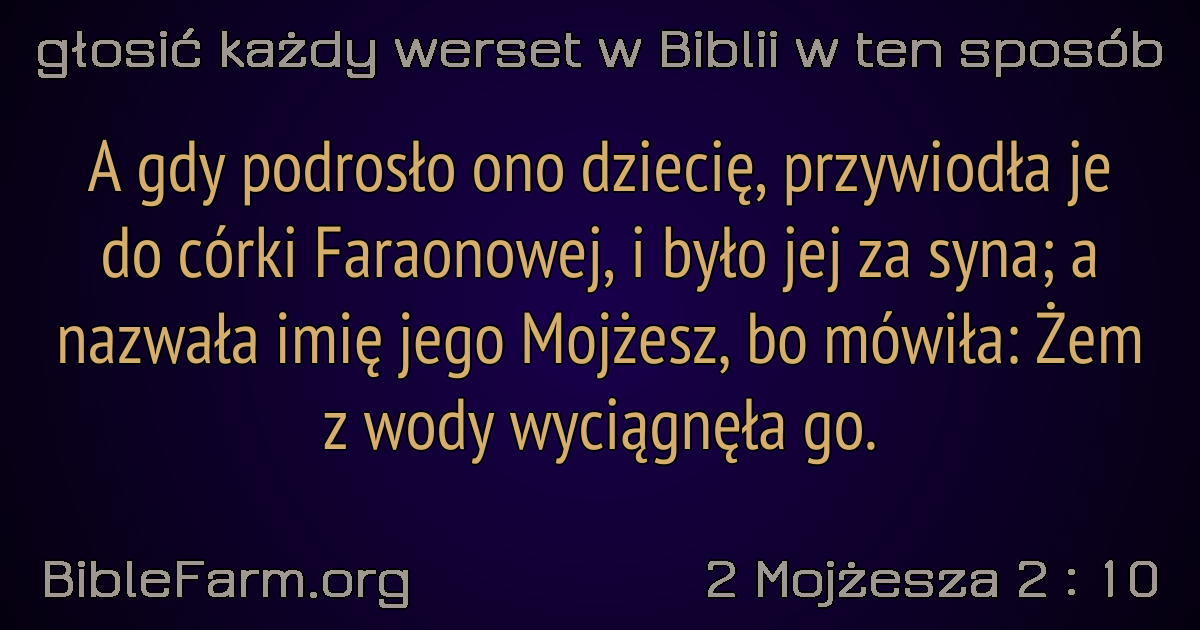 głosić każdy werset w Biblii w ten sposób
A gdy podrosło ono dziecię, przywiodła je
do córki Faraonowej, i było jej za syna; a
nazwała imię jego Mojżesz, bo mówiła: Żem
z wody wyciągnęła go.
BibleFarm.org
2 Mojżesza 2 : 10